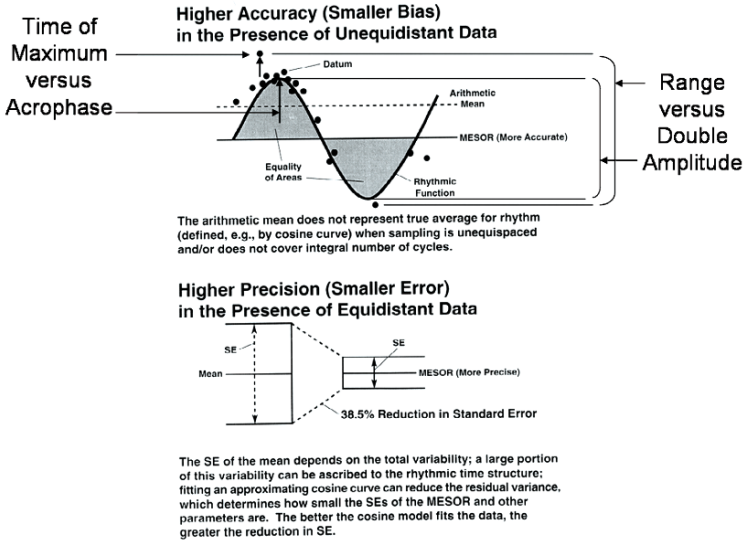 Higher Accuracy (Smaller Bias)
in the Presence of Unequidistant Data
Time of
Maximum
versus
Acrophase
Datum
Arithmetic
Mean
MESOR (More Accurate)
Equality
of Areas
Rhythmic
Function
Range
versus
Double
Amplitude
The arithmetic mean does not represent true average for rhythm
(defined, e.g., by cosine curve) when sampling is unequispaced
and/or does not cover integral number of cycles.
Higher Precision (Smaller Error)
in the Presence of Equidistant Data
SE
SE
Mean
MESOR (More Precise)
38.5% Reduction in Standard Error
The SE of the mean depends on the total variability; a large portion
of this variability can be ascribed to the rhythmic time structure;
fitting an approximating cosine curve can reduce the residual variance,
which determines how small the SEs of the MESOR and other
parameters are. The better the cosine model fits the data, the
greater the reduction in SE.